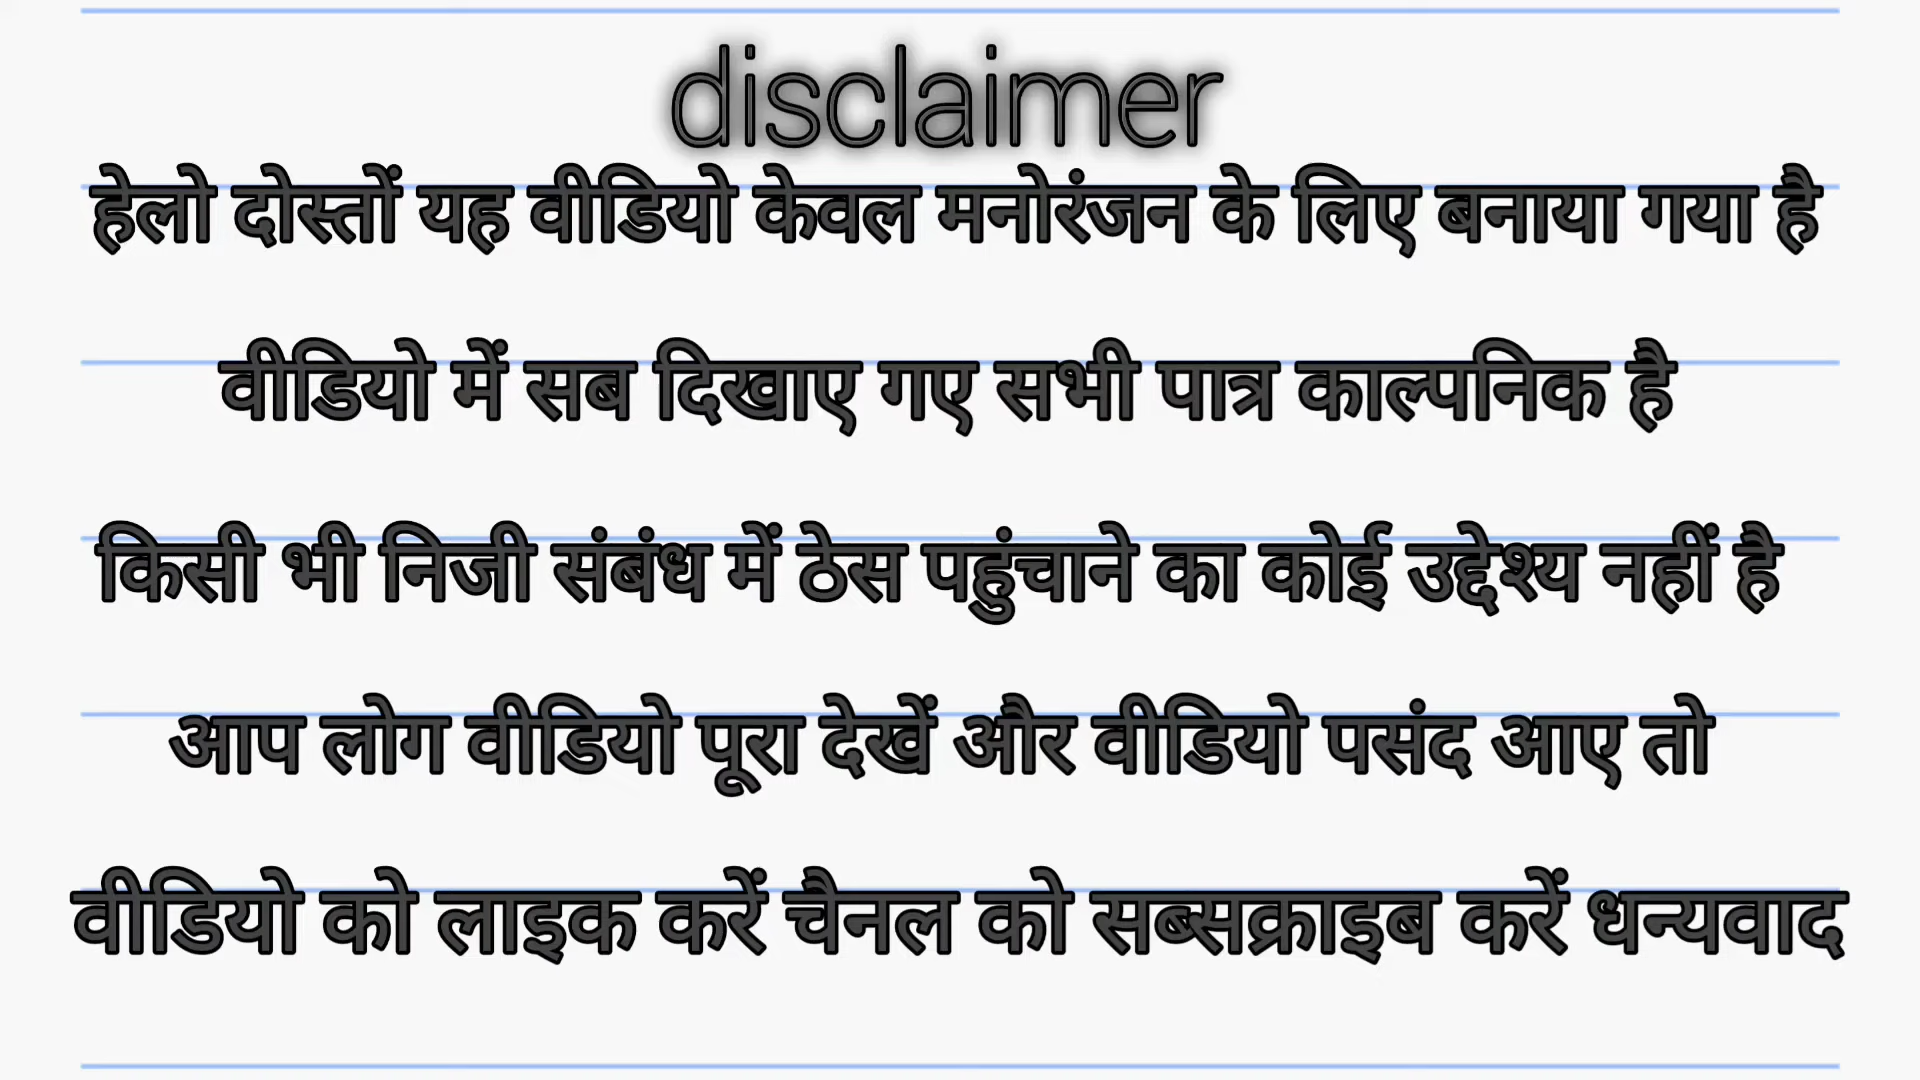 disclaimer
हेलो दोस्तों यह वीडियो केवल मनोरंजन के लिए बनाया गया है
वीडियो में सब दिखाए गए सभी पात्र काल्पनिक है
किसी भी निजी संबंध में ठेस पहुंचाने का कोई उद्देश्य नहीं है
आप लोग वीडियो पूरा देखें और वीडियो पसंद आए तो
वीडियो को लाइक करें चैनल को सब्सक्राइब करें धन्यवाद